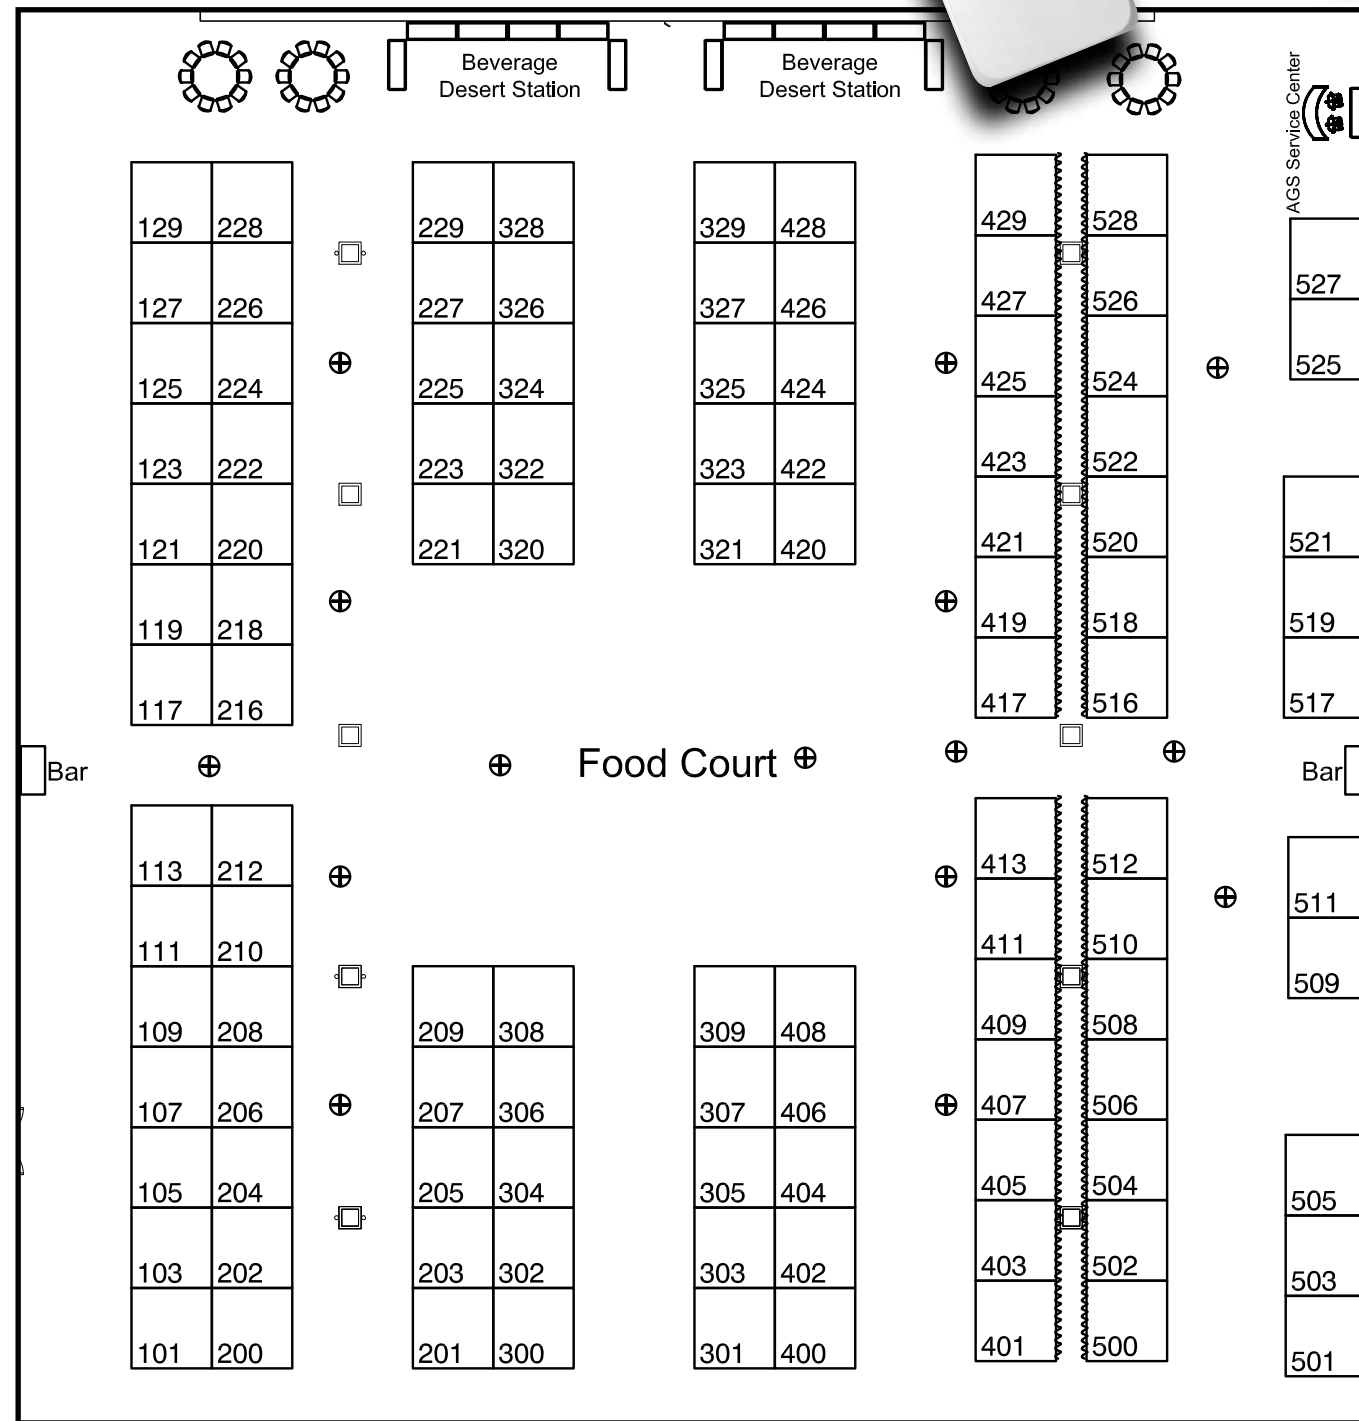 Beverage
Desert Station
Beverage
Desert Station
AGS Service Center
129 228 229 328 329 428 429 528
527
127 226 227 326 327 426 427 526
525
125 224 225 324 325 424 425 524
123 222 223 322 323 422 423 522
121 220 221 320 321 420 421 520 521
119 218 419 518 519
117 216 417 516 517
Bar Food Court Bar
113 212 413 512
511
111 210 411 510
509
109 208 209 308 309 408 409 508
107 206 207 306 307 406 407 506
105 204 205 304 305 404 405 504
505
103 202 203 302 303 402 403 502
503
101 200 201 300 301 400 401 500
501